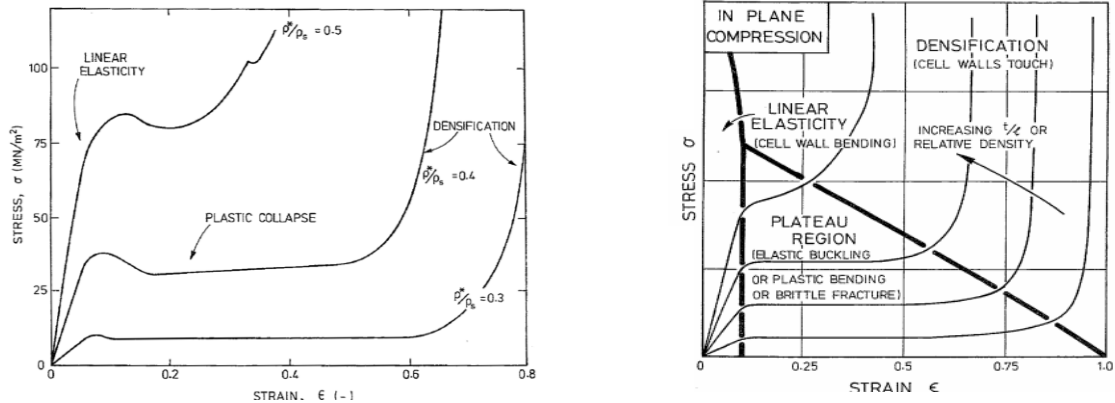 ρ*/ρs = 0.5
LINEAR
ELASTICITY
100
75
50
25
0
STRESS, σ (MN/m²)
DENSIFICATION
ρ*/ρs = 0.4
PLASTIC COLLAPSE
ρ*/ρs = 0.3
0
0.2
0.4
0.6
0.8
STRAIN, ϵ (-)
IN PLANE
COMPRESSION
DENSIFICATION
(CELL WALLS TOUCH)
LINEAR
ELASTICITY
(CELL WALL BENDING)
INCREASING t/ℓ OR
RELATIVE DENSITY
STRESS σ
PLATEAU
REGION
(ELASTIC BUCKLING
OR PLASTIC BENDING
OR BRITTLE FRACTURE)
0
0.25
0.5
0.75
1.0
STRAIN ϵ